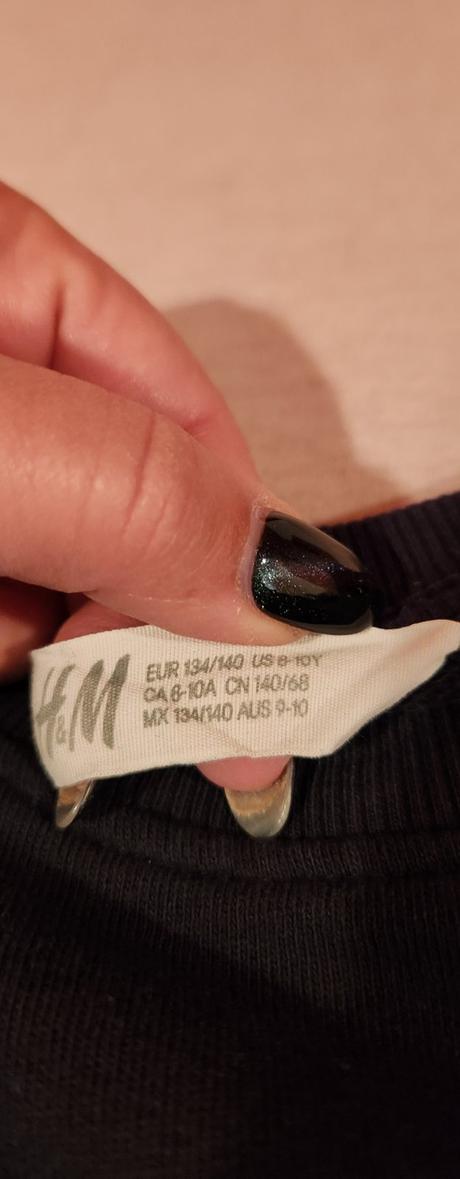 H&M
EUR 134/140 US 8-10Y
CA 8-10A CN 140/68
MX 134/140 AUS 9-10